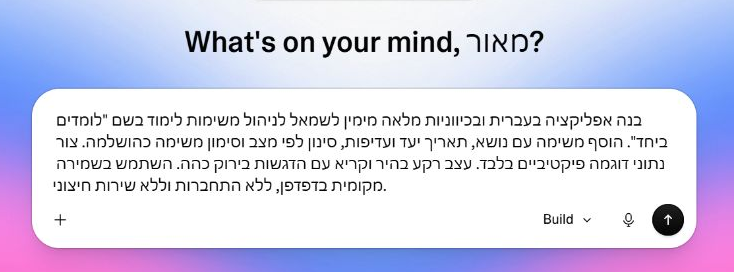 What's on your mind, מאור?
בנה אפליקציה בעברית ובכיווניות מלאה מימין לשמאל לניהול משימות לימוד בשם "לומדים
ביחד". הוסף משימה עם נושא, תאריך יעד ועדיפות, סינון לפי מצב וסימון משימה כהושלמה. צור
נתוני דוגמה פיקטיביים בלבד. עצב רקע בהיר וקריא עם הדגשות בירוק כהה. השתמש בשמירה
מקומית בדפדפן, ללא התחברות וללא שירות חיצוני.
Build